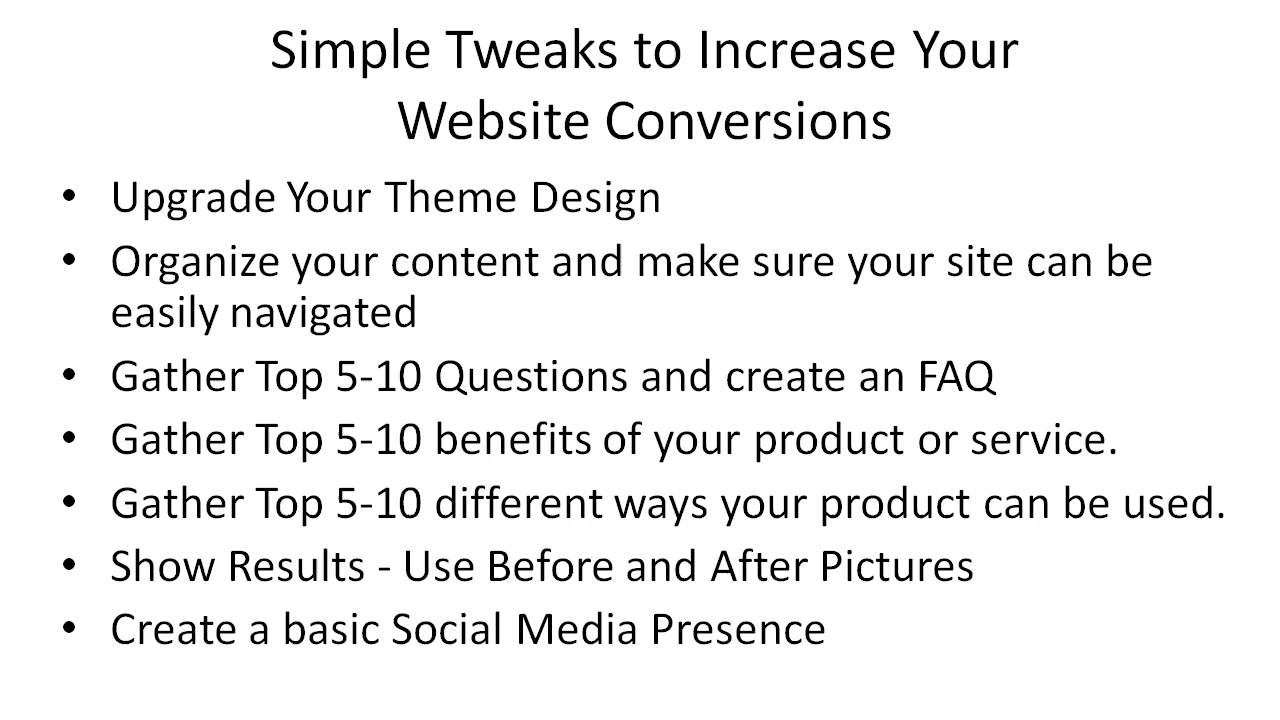 Simple Tweaks to Increase Your
Website Conversions
• Upgrade Your Theme Design
• Organize your content and make sure your site can be
easily navigated
• Gather Top 5-10 Questions and create an FAQ
• Gather Top 5-10 benefits of your product or service.
• Gather Top 5-10 different ways your product can be used.
• Show Results - Use Before and After Pictures
• Create a basic Social Media Presence